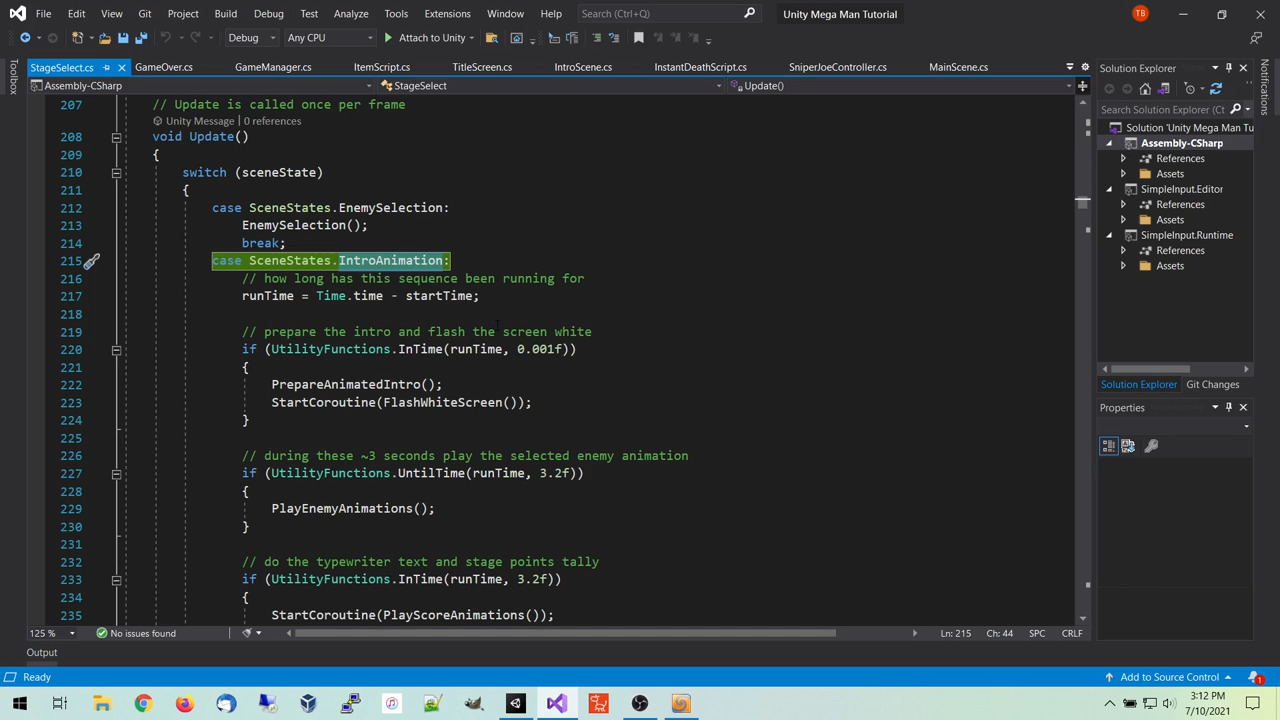 File Edit View Git Project Build Debug Test Analyze Tools Extensions Window Help Search (Ctrl+Q) Unity Mega Man Tutorial TB
Debug Any CPU Attach to Unity
StageSelect.cs GameOver.cs GameManager.cs ItemScript.cs TitleScreen.cs IntroScene.cs InstantDeathScript.cs SniperJoeController.cs MainScene.cs
Assembly-CSharp StageSelect Update()
Toolbox
207 // Update is called once per frame
Unity Message | 0 references
208 void Update()
209 {
210 switch (sceneState)
211 {
212 case SceneStates.EnemySelection:
213 EnemySelection();
214 break;
215 case SceneStates.IntroAnimation:
216 // how long has this sequence been running for
217 runTime = Time.time - startTime;
218
219 // prepare the intro and flash the screen white
220 if (UtilityFunctions.InTime(runTime, 0.001f))
221 {
222 PrepareAnimatedIntro();
223 StartCoroutine(FlashWhiteScreen());
224 }
225
226 // during these ~3 seconds play the selected enemy animation
227 if (UtilityFunctions.UntilTime(runTime, 3.2f))
228 {
229 PlayEnemyAnimations();
230 }
231
232 // do the typewriter text and stage points tally
233 if (UtilityFunctions.InTime(runTime, 3.2f))
234 {
235 StartCoroutine(PlayScoreAnimations());
125 % No issues found Ln: 215 Ch: 44 SPC CRLF
Output
Solution Explorer
Search Solution Explorer (Ct
Solution 'Unity Mega Man Tu
Assembly-CSharp
References
Assets
SimpleInput.Editor
References
Assets
SimpleInput.Runtime
References
Assets
Solution Explorer Git Changes
Properties
Notifications
Ready Add to Source Control 1
3:12 PM
7/10/2021